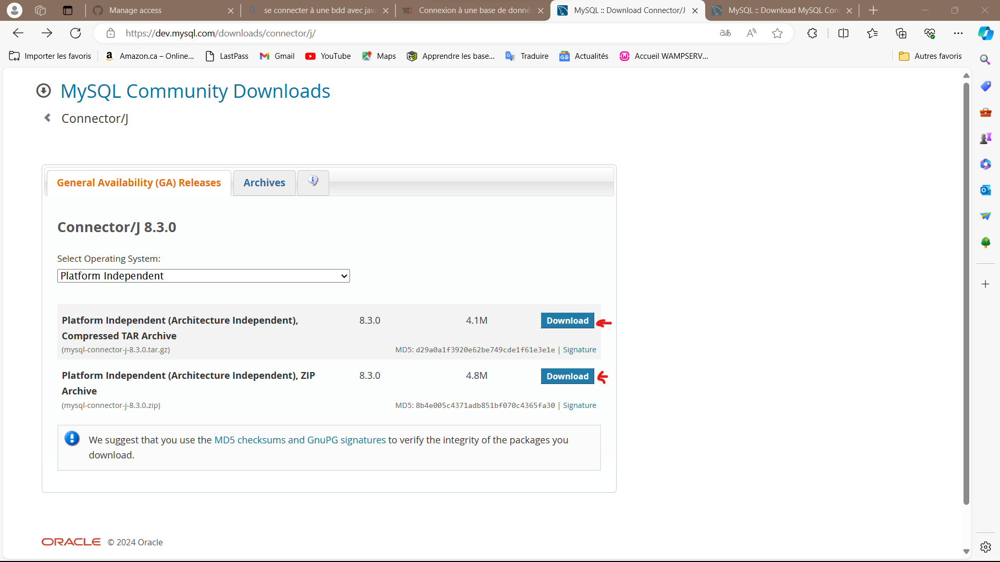 Manage access
se connecter à une bdd avec jav
Connexion à une base de donné
MySQL :: Download Connector/J
MySQL :: Download MySQL Con
https://dev.mysql.com/downloads/connector/j/
Importer les favoris
Amazon.ca – Online...
LastPass
Gmail
YouTube
Maps
Apprendre les base...
Traduire
Actualités
Accueil WAMPSERV...
Autres favoris
MySQL Community Downloads
Connector/J
General Availability (GA) Releases
Archives
Connector/J 8.3.0
Select Operating System:
Platform Independent
Platform Independent (Architecture Independent), 8.3.0 4.1M Download
Compressed TAR Archive
(mysql-connector-j-8.3.0.tar.gz) MD5: d29a0a1f3920e62be749cde1f61e3e1e | Signature
Platform Independent (Architecture Independent), ZIP 8.3.0 4.8M Download
Archive
(mysql-connector-j-8.3.0.zip) MD5: 8b4e005c4371adb851bf070c4365fa30 | Signature
We suggest that you use the MD5 checksums and GnuPG signatures to verify the integrity of the packages you
download.
ORACLE © 2024 Oracle